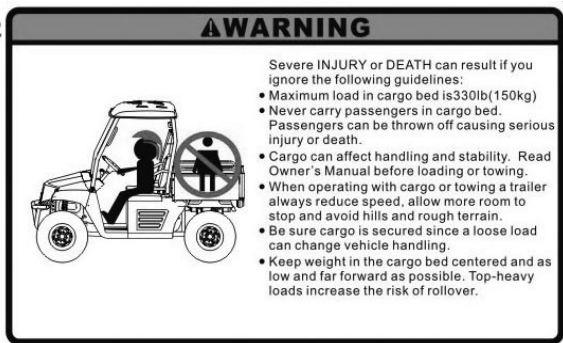 WARNING
Severe INJURY or DEATH can result if you
ignore the following guidelines:
• Maximum load in cargo bed is330lb(150kg)
• Never carry passengers in cargo bed.
Passengers can be thrown off causing serious
injury or death.
• Cargo can affect handling and stability. Read
Owner's Manual before loading or towing.
• When operating with cargo or towing a trailer
always reduce speed, allow more room to
stop and avoid hills and rough terrain.
• Be sure cargo is secured since a loose load
can change vehicle handling.
• Keep weight in the cargo bed centered and as
low and far forward as possible. Top-heavy
loads increase the risk of rollover.